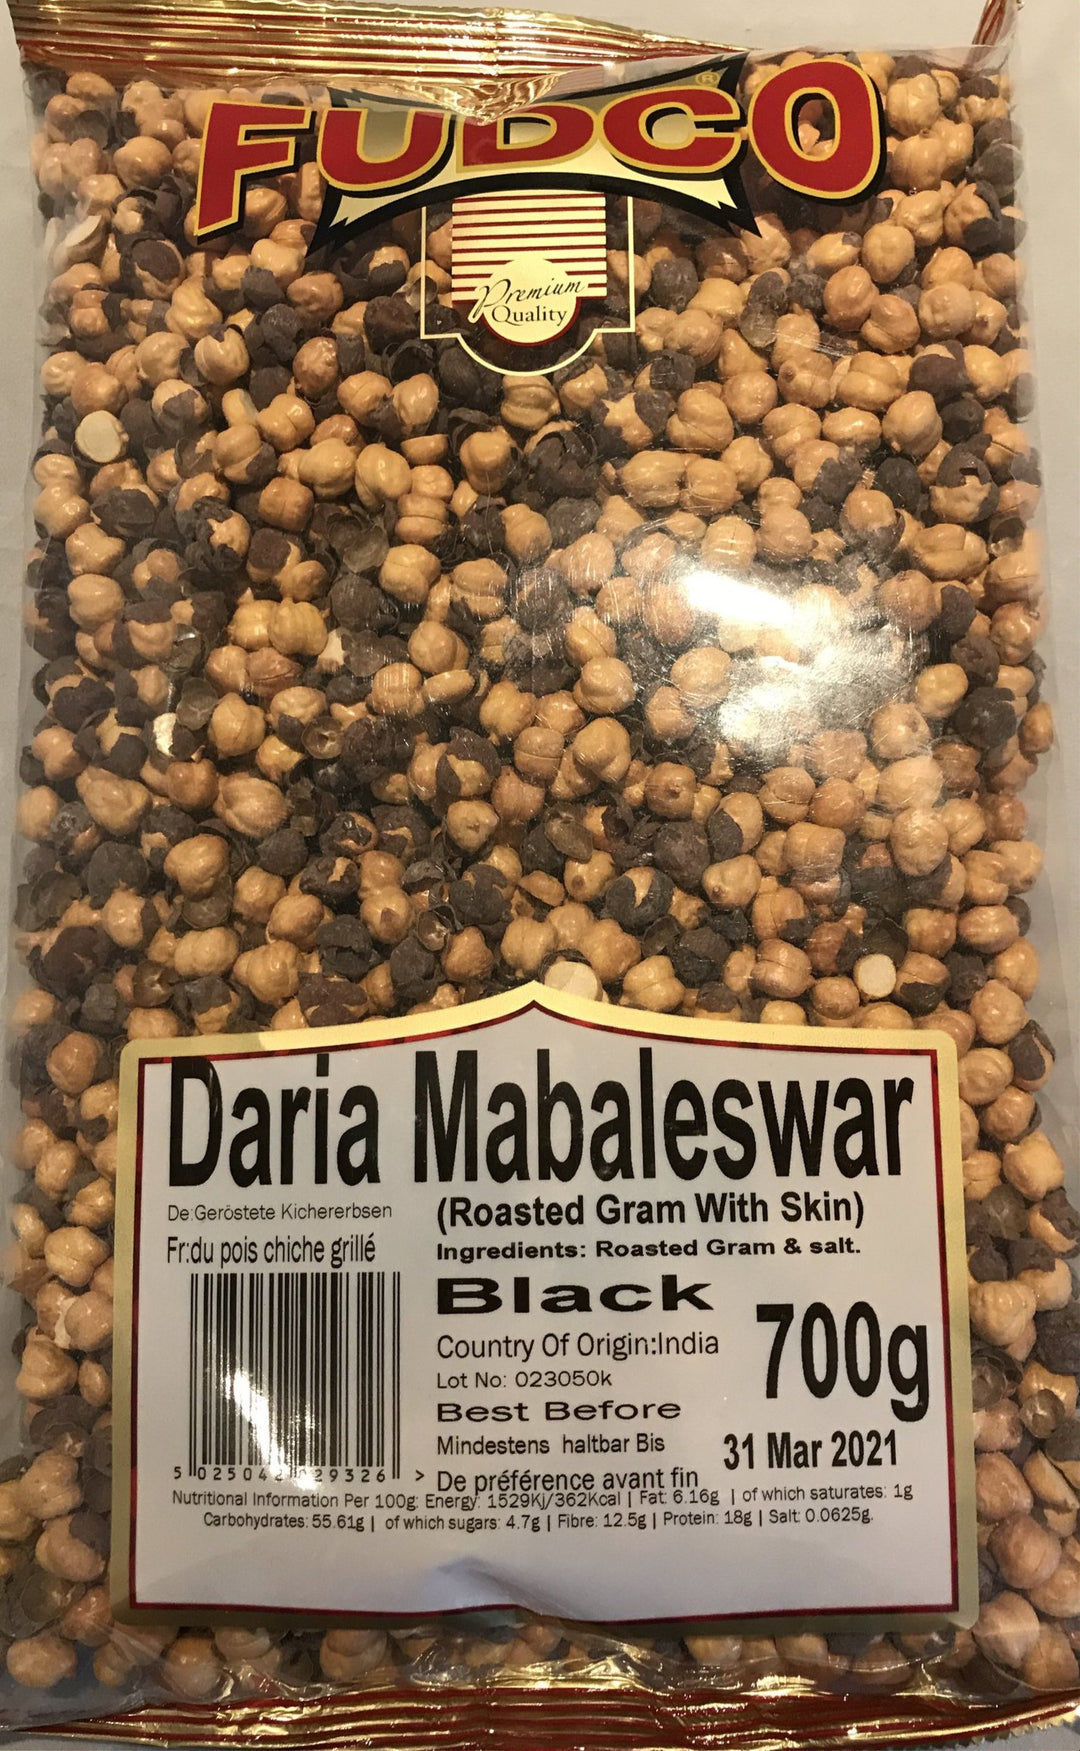 FUDCO®
Premium
Quality
Daria Mabaleswar
De:Geröstete Kichererbsen
(Roasted Gram With Skin)
Fr:du pois chiche grillé
Ingredients: Roasted Gram & salt.
Black
700g
Country Of Origin:India
Lot No: 023050k
Best Before
Mindestens haltbar Bis
31 Mar 2021
De préférence avant fin
Nutritional Information Per 100g: Energy: 1529Kj/362Kcal | Fat: 6.16g | of which saturates: 1g
Carbohydrates: 55.61g | of which sugars: 4.7g | Fibre: 12.5g | Protein: 18g | Salt: 0.0625g.